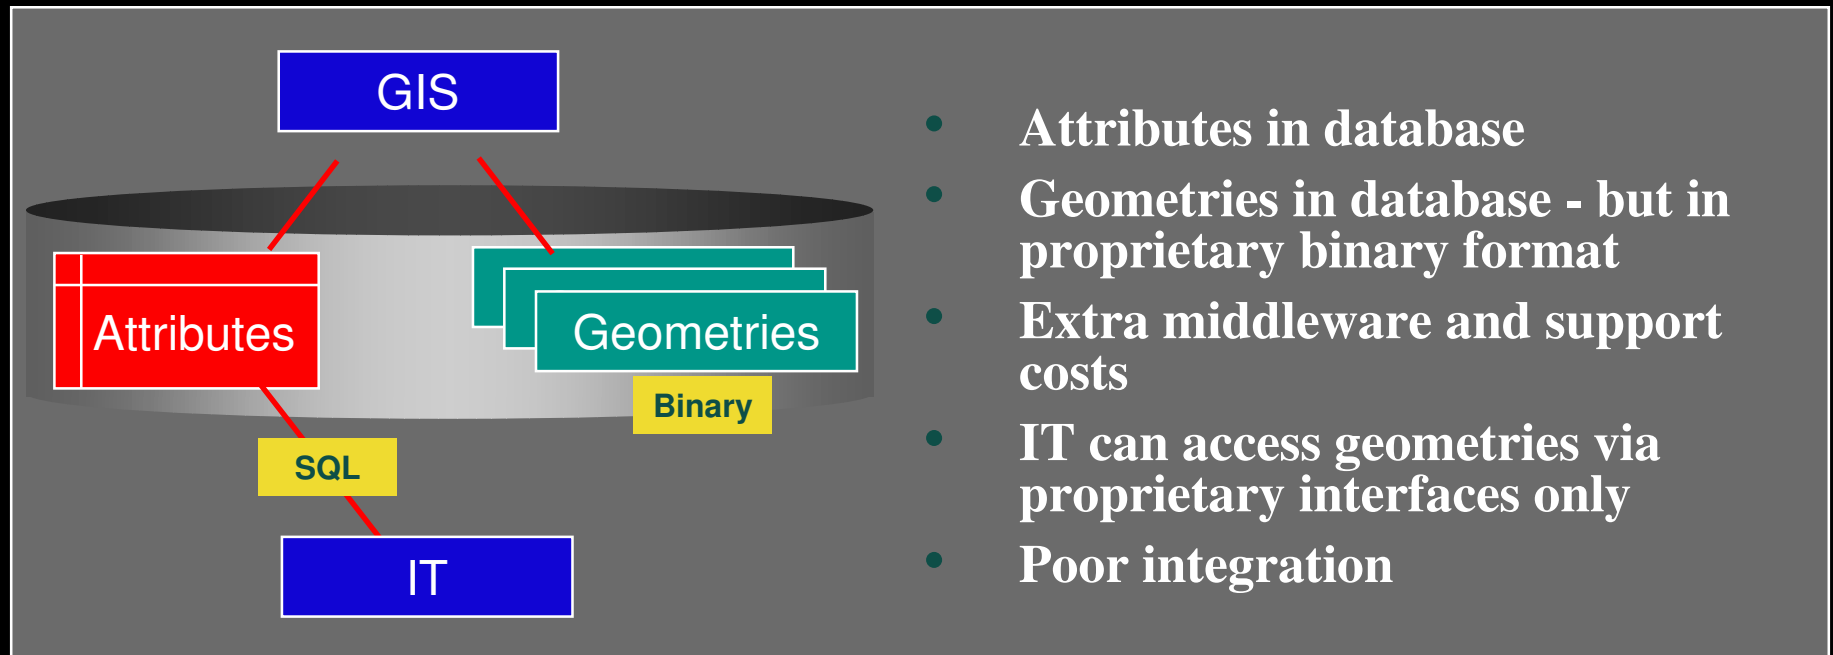 GIS
Attributes
Geometries
Binary
SQL
IT
• Attributes in database
• Geometries in database - but in
proprietary binary format
• Extra middleware and support
costs
• IT can access geometries via
proprietary interfaces only
• Poor integration